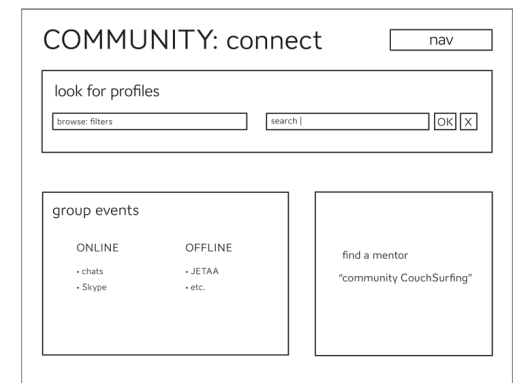 COMMUNITY: connect
nav
look for profiles
browse: filters
search |
OK
X
group events
ONLINE
• chats
• Skype
OFFLINE
• JETAA
• etc.
find a mentor
"community CouchSurfing"